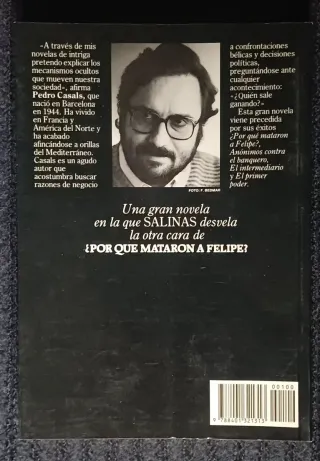 «A través de mis
novelas de intriga
pretendo explicar los
mecanismos ocultos
que mueven nuestra
sociedad», afirma
Pedro Casals, que
nació en Barcelona
en 1944. Ha vivido
en Francia y
América del Norte y
ha acabado
afincándose a orillas
del Mediterráneo.
Casals es un agudo
autor que
acostumbra buscar
razones de negocio
a confrontaciones
bélicas y decisiones
políticas,
preguntándose ante
cualquier
acontecimiento:
«¿Quién sale
ganando?»
Esta gran novela
viene precedida
por sus éxitos
¿Por qué mataron
a Felipe?,
Anónimos contra
el banquero,
El intermediario
y El primer
poder.
FOTO: F. BEDMAR
Una gran novela
en la que SALINAS desvela
la otra cara de
¿POR QUE MATARON A FELIPE?
00100
9 788401 321313